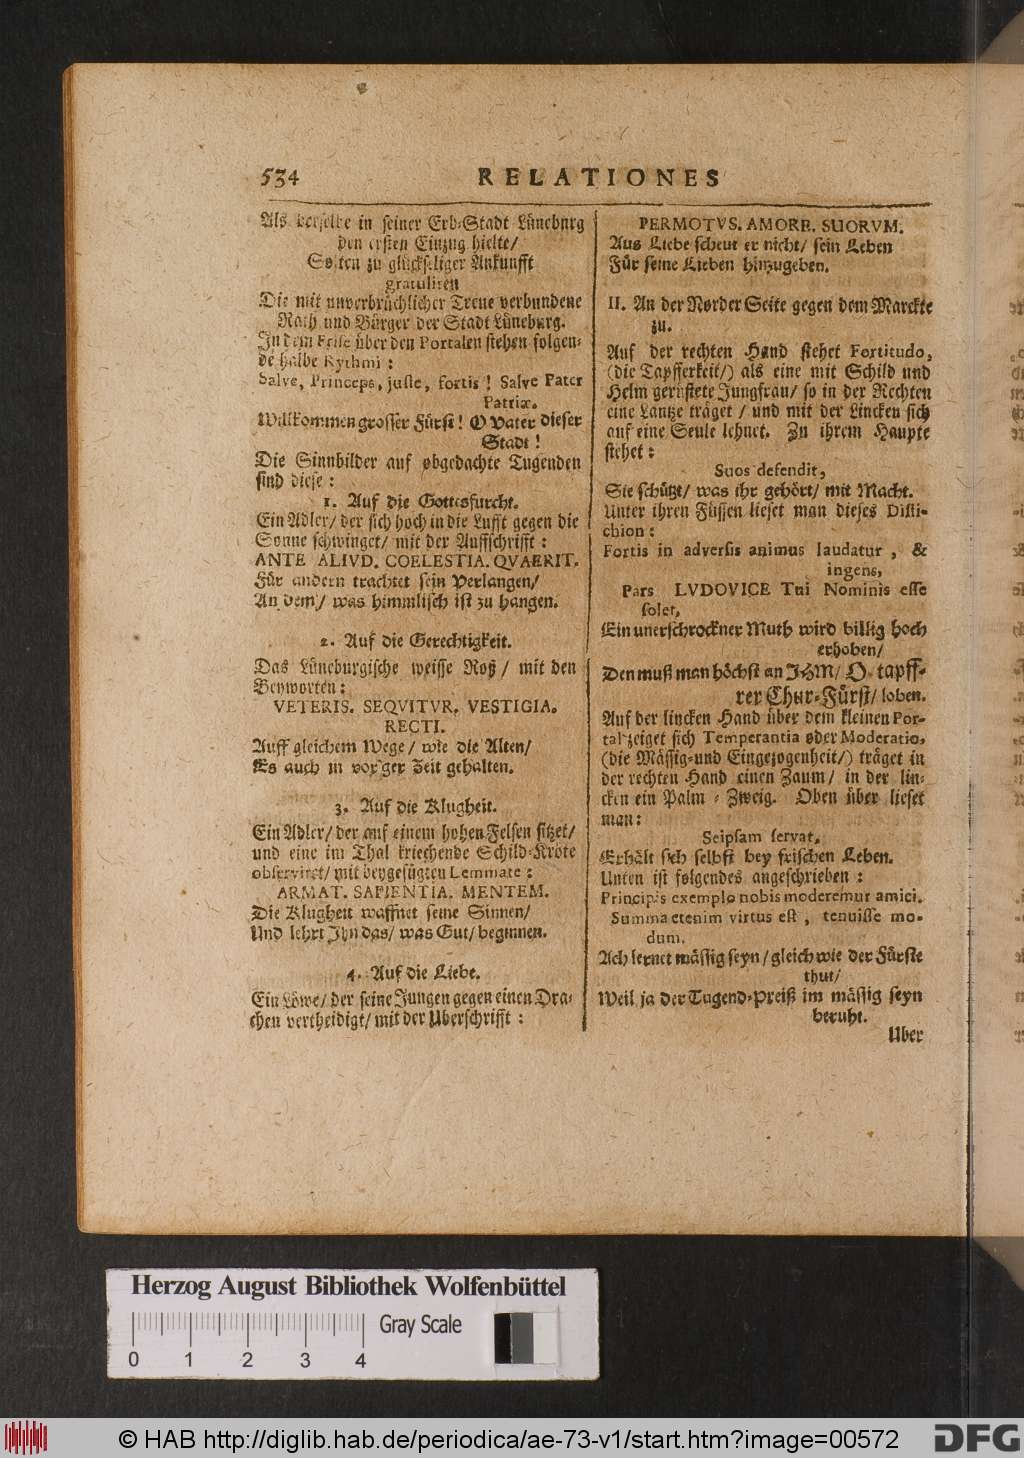 534 RELATIONES
Als derselbe in seiner Erb-Stadt Lüneburg
den ersten Einzug hielte/
Solten zu glückseliger Ankunfft
gratuliren
Die mit unverbrüchlicher Treue verbundene
Rath und Bürger der Stadt Lüneburg.
In dem Frise über den Portalen stehen folgen-
de halbe Rythmi:
Salve, Princeps, juste, fortis! Salve Pater
Patriæ.
Willkommen grosser Fürst! O Vater dieser
Stadt!
Die Sinnbilder auf obgedachte Tugenden
sind diese:
1. Auf die Gottesfurcht.
Ein Adler/ der sich hoch in die Lufft gegen die
Sonne schwinget/ mit der Auffschrifft:
ANTE ALIVD. COELESTIA. QVAERIT.
Für andern trachtet sein Verlangen/
An dem/ was himmlisch ist zu hangen.
2. Auf die Gerechtigkeit.
Das Lüneburgische weisse Roß/ mit den
Beyworten:
VETERIS. SEQVITVR. VESTIGIA.
RECTI.
Auff gleichem Wege/ wie die Alten/
Es auch in vor'ger Zeit gehalten.
3. Auf die Klugheit.
Ein Adler/ der auf einem hohen Felsen sitzet/
und eine im Thal kriechende Schild-Kröte
observiret/ mit beygefügten Lemmate:
ARMAT. SAPIENTIA. MENTEM.
Die Klugheit waffnet seine Sinnen/
Und lehrt Ihn das/ was Gut/ beginnen.
4. Auf die Liebe.
Ein Löwe/ der seine Jungen gegen einen Dra-
chen vertheidigt/ mit der Uberschrifft:
PERMOTVS. AMORE. SUORVM.
Aus Liebe scheut er nicht/ sein Leben
Für seine Lieben hinzugeben.
II. An der Norder Seite gegen dem Marckte
zu.
Auf der rechten Hand stehet Fortitudo,
(die Tapfferkeit/) als eine mit Schild und
Helm gerüstete Jungfrau/ so in der Rechten
eine Lantze träget/ und mit der Lincken sich
auf eine Seule lehnet. Zu ihrem Haupte
stehet:
Suos defendit,
Sie schützt/ was ihr gehört/ mit Macht.
Unter ihren Füssen lieset man dieses Disti-
chion:
Fortis in adversis animus laudatur, &
ingens,
Pars LVDOVICE Tui Nominis esse
solet,
Ein unerschrockner Muth wird billig hoch
erhoben/
Den muß man höchst an IHM/ O tapff-
rer Chur-Fürst/ loben.
Auf der lincken Hand über dem kleinen Por-
tal zeiget sich Temperantia oder Moderatio,
(die Mässig- und Eingezogenheit/) träget in
der rechten Hand einen Zaum/ in der lin-
cken ein Palm-Zweig. Oben über lieset
man:
Seipsam servat.
Erhält sich selbst bey frischen Leben.
Unten ist folgendes angeschrieben:
Principis exemplo nobis moderemur amici.
Summa etenim virtus est, tenuisse mo-
dum.
Ach lernet mässig seyn/ gleich wie der Fürste
thut/
Weil ja der Tugend-Preiß im mässig seyn
beruht.
Uber
Herzog August Bibliothek Wolfenbüttel
Gray Scale
0 1 2 3 4
© HAB http://diglib.hab.de/periodica/ae-73-v1/start.htm?image=00572
DFG